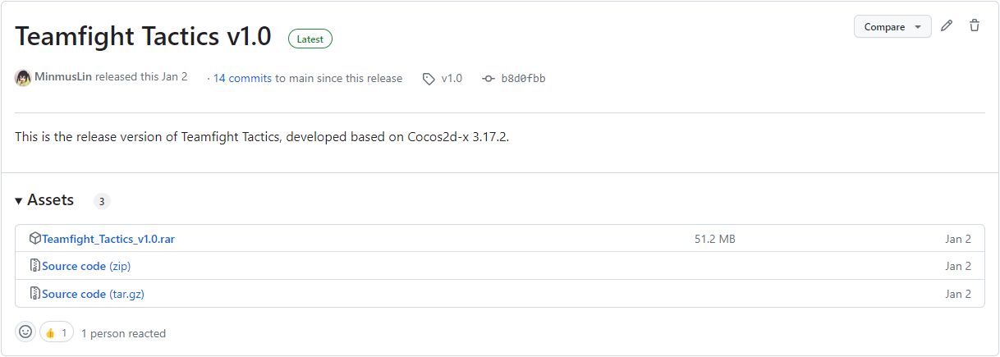 Teamfight Tactics v1.0 Latest Compare
MinmusLin released this Jan 2 · 14 commits to main since this release v1.0 b8d0fbb
This is the release version of Teamfight Tactics, developed based on Cocos2d-x 3.17.2.
Assets 3
Teamfight_Tactics_v1.0.rar 51.2 MB Jan 2
Source code (zip) Jan 2
Source code (tar.gz) Jan 2
👍 1 1 person reacted